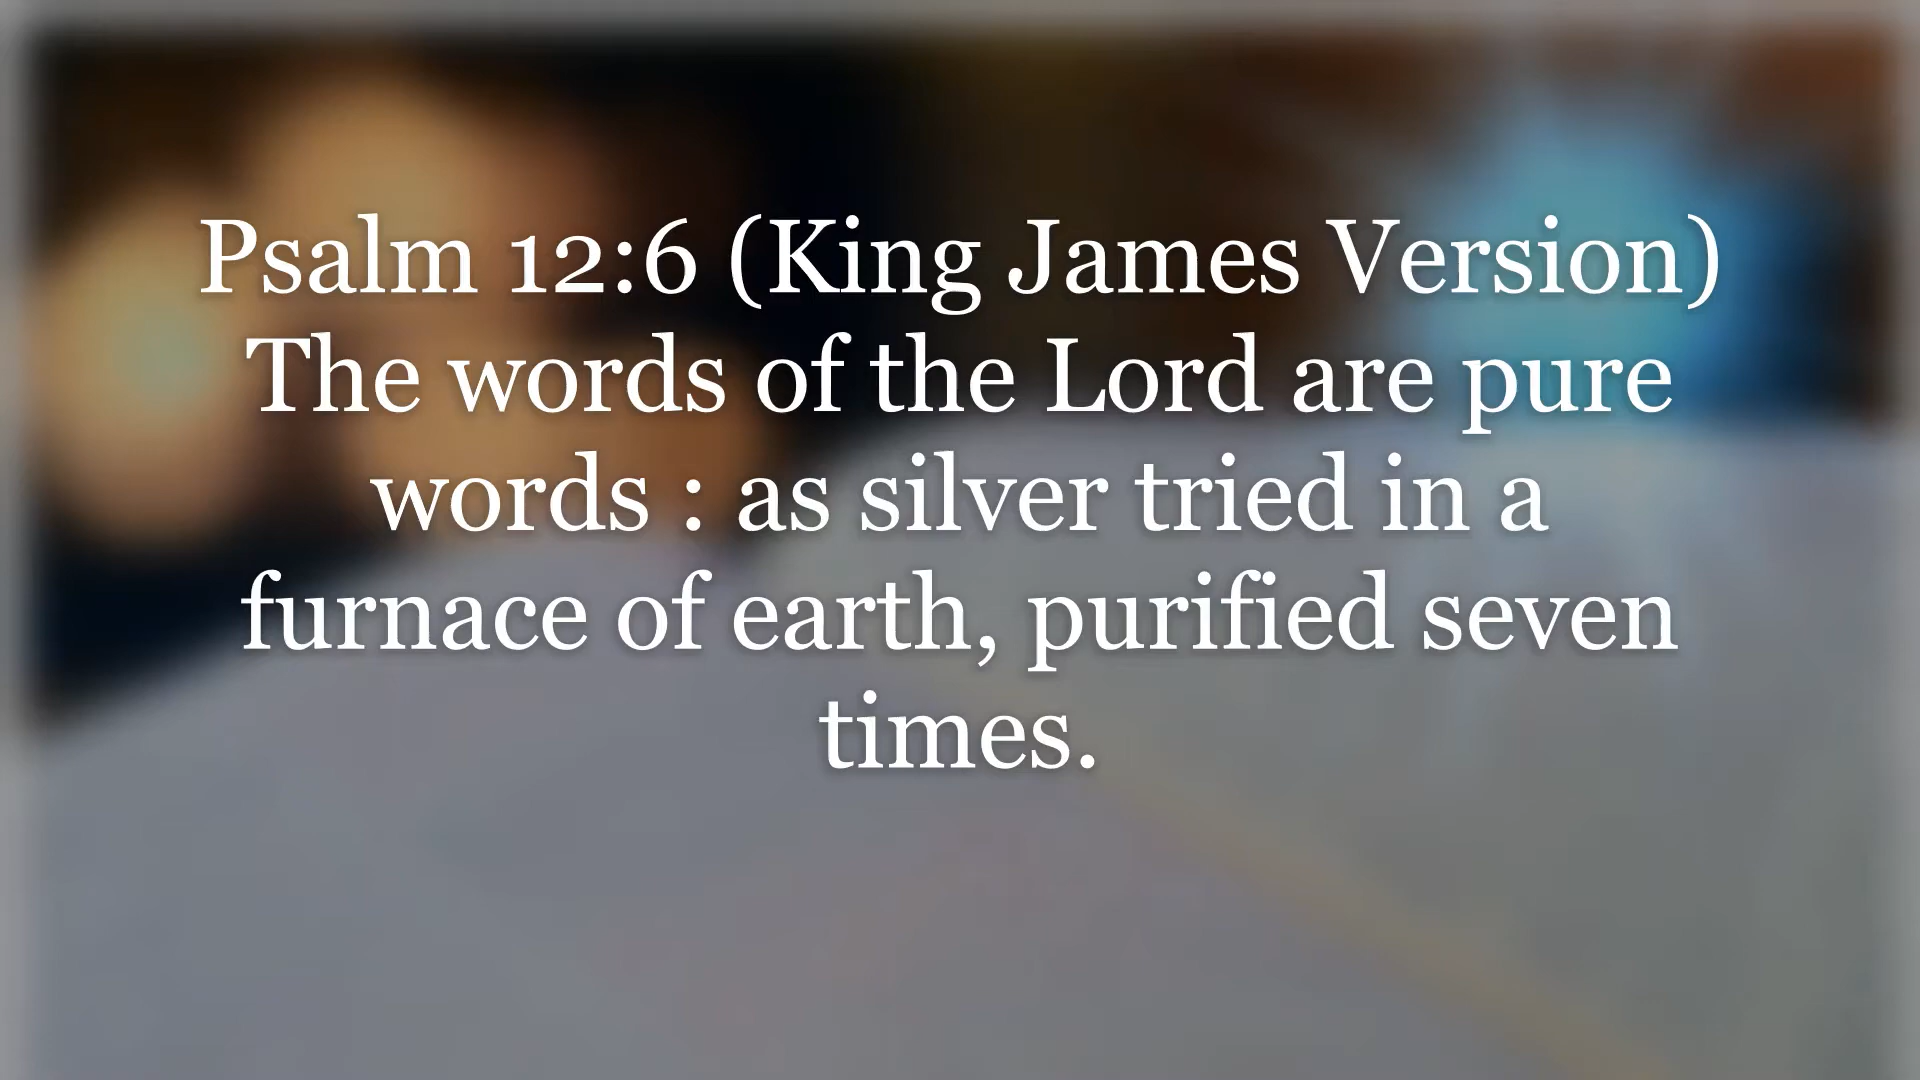 Psalm 12:6 (King James Version)
The words of the Lord are pure
words : as silver tried in a
furnace of earth, purified seven
times.